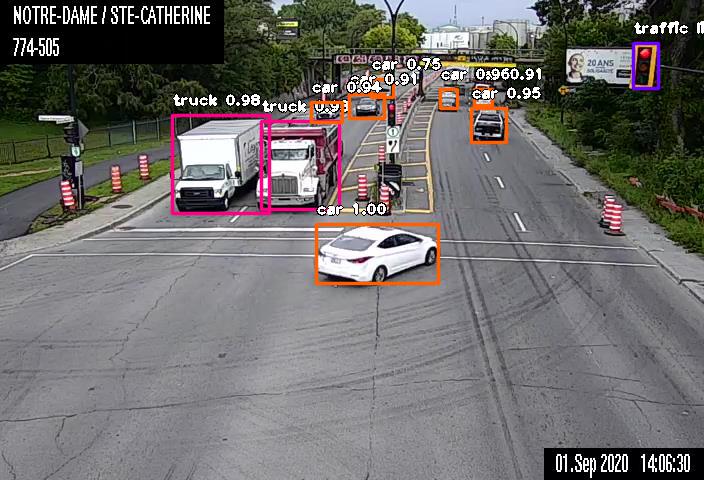 NOTRE-DAME / STE-CATHERINE
774-505
traffic li
car 0.75
car 0.91
car 0.960.91
car 0.94
car 0.95
truck 0.98
truck 0.93
20 ANS
car 1.00
01.Sep 2020 14:06:30